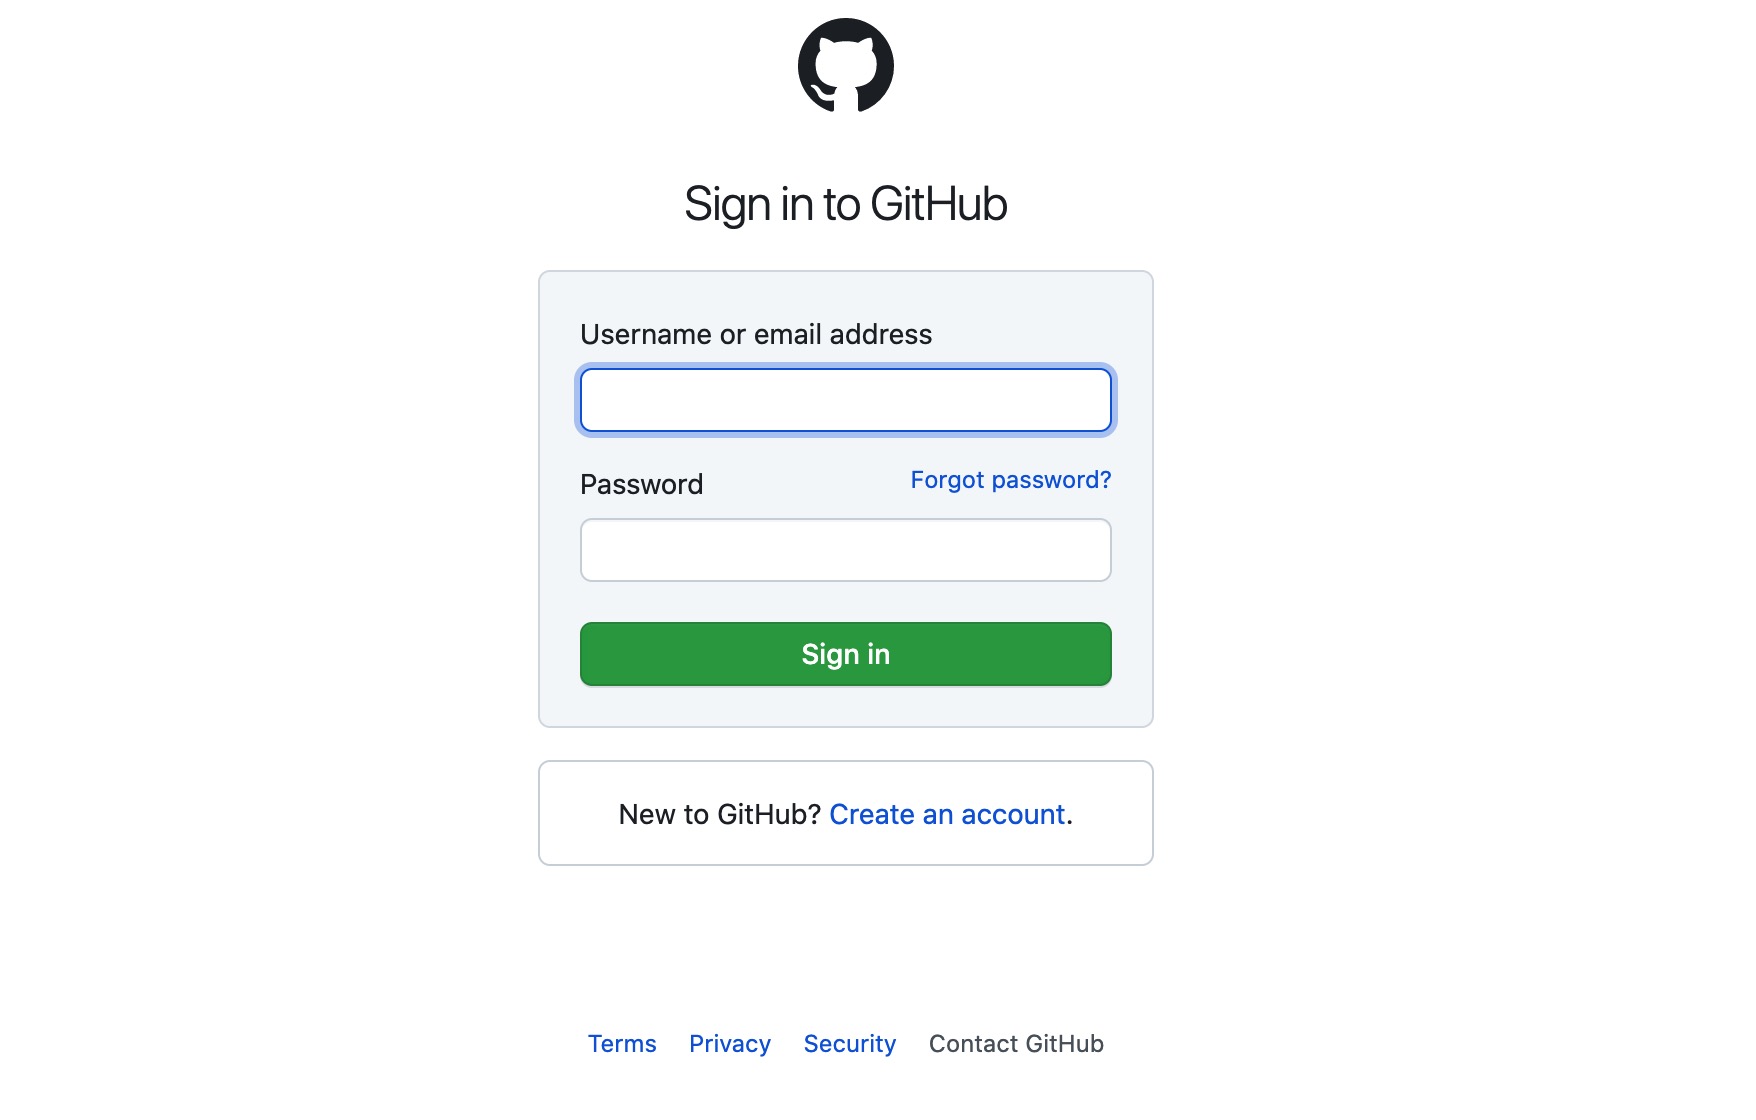 Sign in to GitHub
Username or email address
Password
Forgot password?
Sign in
New to GitHub? Create an account.
Terms Privacy Security Contact GitHub